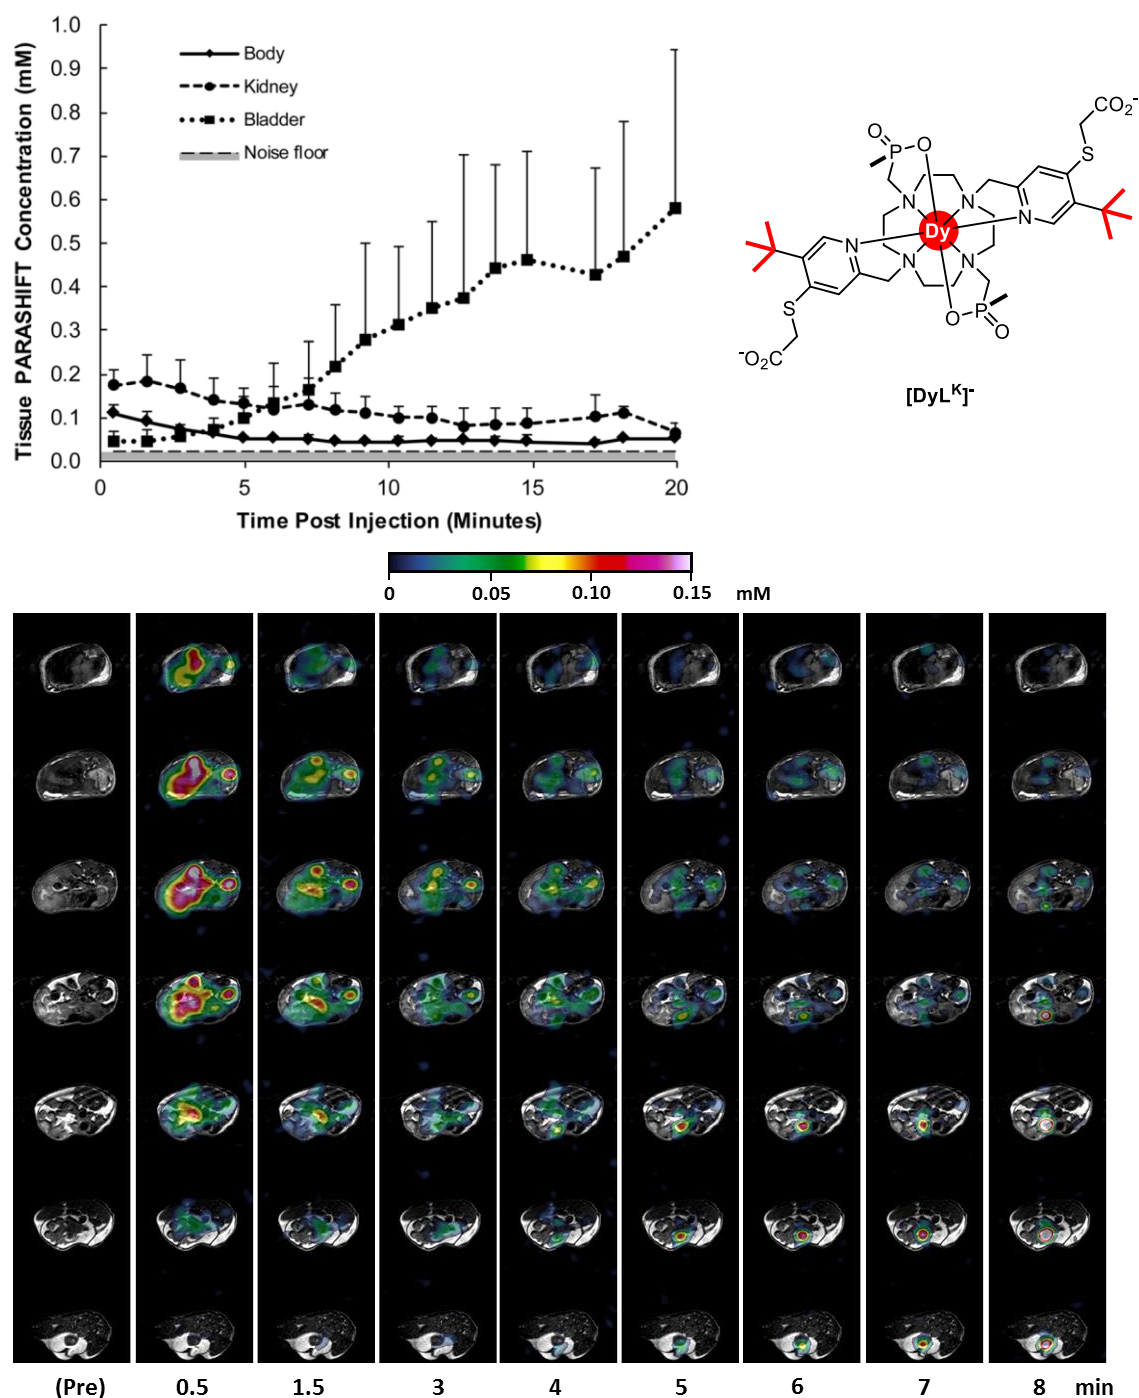 Tissue PARASHIFT Concentration (mM)
1.0
0.9
0.8
0.7
0.6
0.5
0.4
0.3
0.2
0.1
0.0
Body
Kidney
Bladder
Noise floor
0 5 10 15 20
Time Post Injection (Minutes)
CO2-
S
O
P O
N N
N
Dy
N
N N
S
O P
O
-O2C
[DyL^K]^-
0 0.05 0.10 0.15 mM
(Pre) 0.5 1.5 3 4 5 6 7 8 min